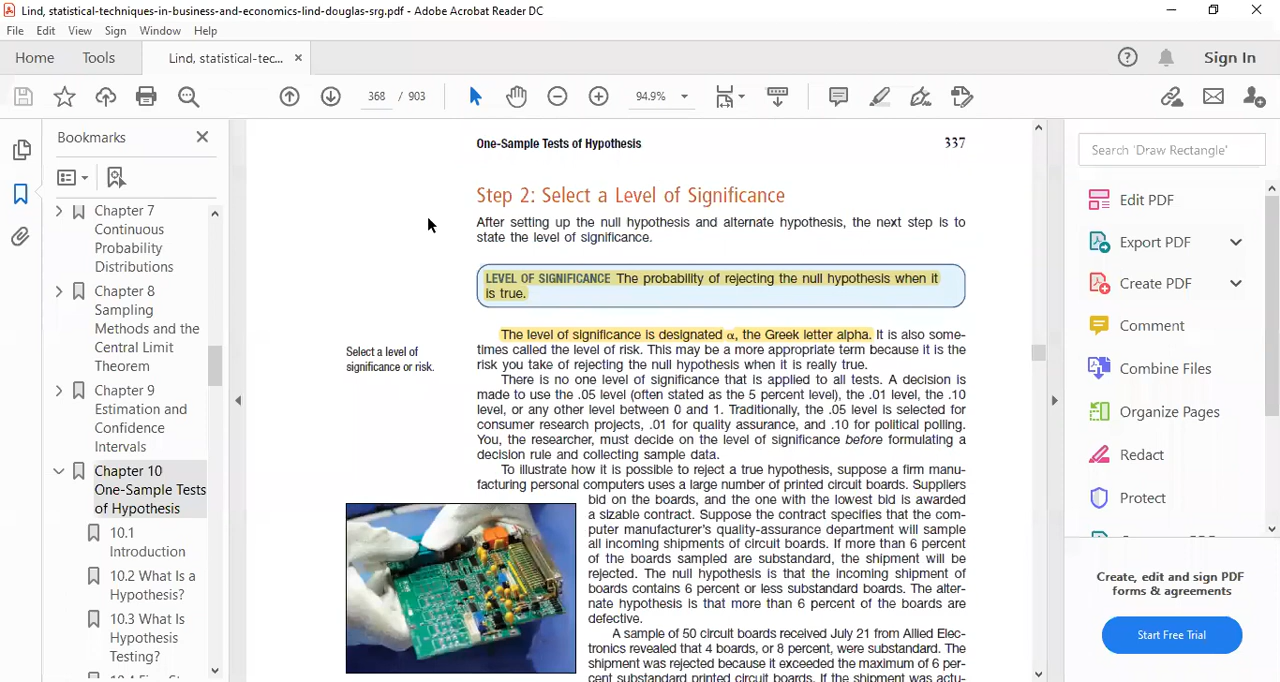 Lind, statistical-techniques-in-business-and-economics-lind-douglas-srg.pdf - Adobe Acrobat Reader DC
File Edit View Sign Window Help
Home Tools Lind, statistical-tec... × Sign In
368 / 903 94.9%
Bookmarks
Chapter 7
Continuous
Probability
Distributions
Chapter 8
Sampling
Methods and the
Central Limit
Theorem
Chapter 9
Estimation and
Confidence
Intervals
Chapter 10
One-Sample Tests
of Hypothesis
10.1
Introduction
10.2 What Is a
Hypothesis?
10.3 What Is
Hypothesis
Testing?
One-Sample Tests of Hypothesis 337
Step 2: Select a Level of Significance
After setting up the null hypothesis and alternate hypothesis, the next step is to
state the level of significance.
LEVEL OF SIGNIFICANCE The probability of rejecting the null hypothesis when it
is true.
Select a level of
significance or risk.
The level of significance is designated α, the Greek letter alpha. It is also some-
times called the level of risk. This may be a more appropriate term because it is the
risk you take of rejecting the null hypothesis when it is really true.
There is no one level of significance that is applied to all tests. A decision is
made to use the .05 level (often stated as the 5 percent level), the .01 level, the .10
level, or any other level between 0 and 1. Traditionally, the .05 level is selected for
consumer research projects, .01 for quality assurance, and .10 for political polling.
You, the researcher, must decide on the level of significance before formulating a
decision rule and collecting sample data.
To illustrate how it is possible to reject a true hypothesis, suppose a firm manu-
facturing personal computers uses a large number of printed circuit boards. Suppliers
bid on the boards, and the one with the lowest bid is awarded
a sizable contract. Suppose the contract specifies that the com-
puter manufacturer's quality-assurance department will sample
all incoming shipments of circuit boards. If more than 6 percent
of the boards sampled are substandard, the shipment will be
rejected. The null hypothesis is that the incoming shipment of
boards contains 6 percent or less substandard boards. The alter-
nate hypothesis is that more than 6 percent of the boards are
defective.
A sample of 50 circuit boards received July 21 from Allied Elec-
tronics revealed that 4 boards, or 8 percent, were substandard. The
shipment was rejected because it exceeded the maximum of 6 per-
cent substandard printed circuit boards. If the shipment was actu-
Search 'Draw Rectangle'
Edit PDF
Export PDF
Create PDF
Comment
Combine Files
Organize Pages
Redact
Protect
Create, edit and sign PDF
forms & agreements
Start Free Trial